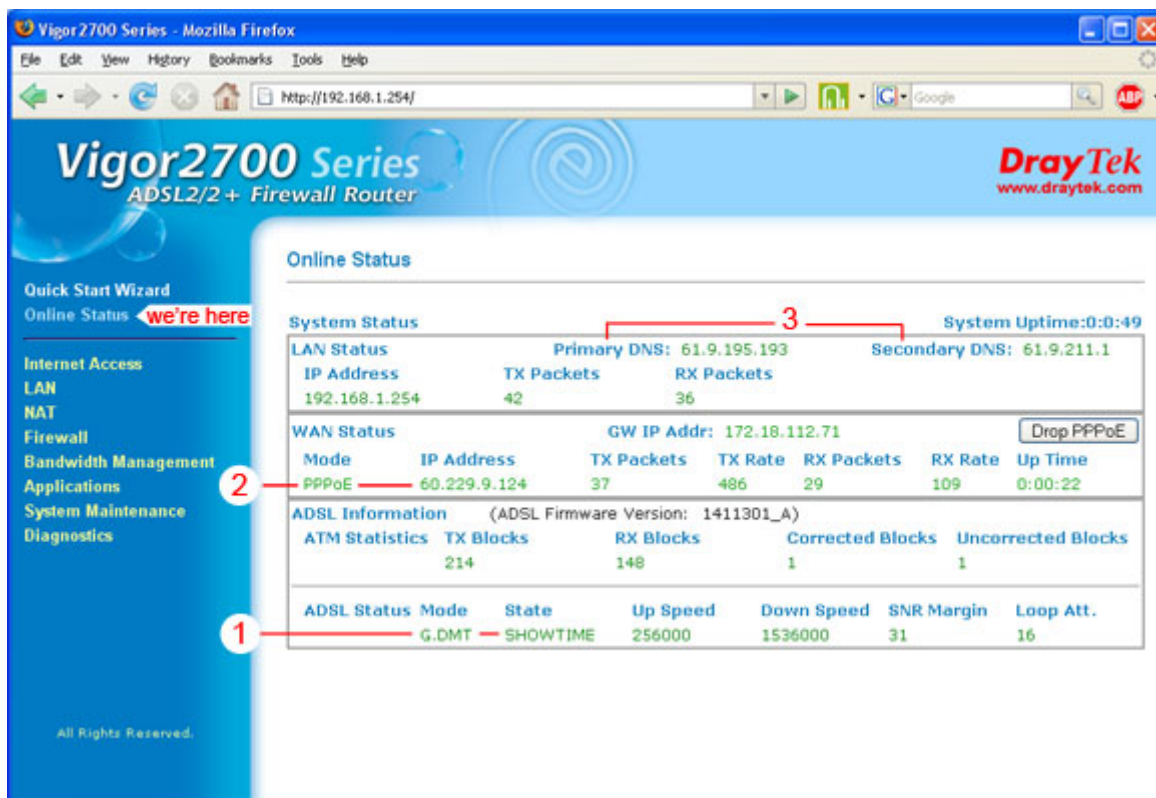 Vigor2700 Series - Mozilla Firefox
File Edit View History Bookmarks Tools Help
http://192.168.1.254/
G Google
ABP
Vigor2700 Series
ADSL2/2+ Firewall Router
DrayTek
www.draytek.com
Quick Start Wizard
Online Status we're here
Internet Access
LAN
NAT
Firewall
Bandwidth Management
Applications
System Maintenance
Diagnostics
All Rights Reserved.
Online Status
System Status 3 System Uptime:0:0:49
LAN Status Primary DNS: 61.9.195.193 Secondary DNS: 61.9.211.1
IP Address TX Packets RX Packets
192.168.1.254 42 36
WAN Status GW IP Addr: 172.18.112.71 Drop PPPoE
Mode IP Address TX Packets TX Rate RX Packets RX Rate Up Time
2 PPPoE 60.229.9.124 37 486 29 109 0:00:22
ADSL Information (ADSL Firmware Version: 1411301_A)
ATM Statistics TX Blocks RX Blocks Corrected Blocks Uncorrected Blocks
214 148 1 1
ADSL Status Mode State Up Speed Down Speed SNR Margin Loop Att.
1 G.DMT SHOWTIME 256000 1536000 31 16